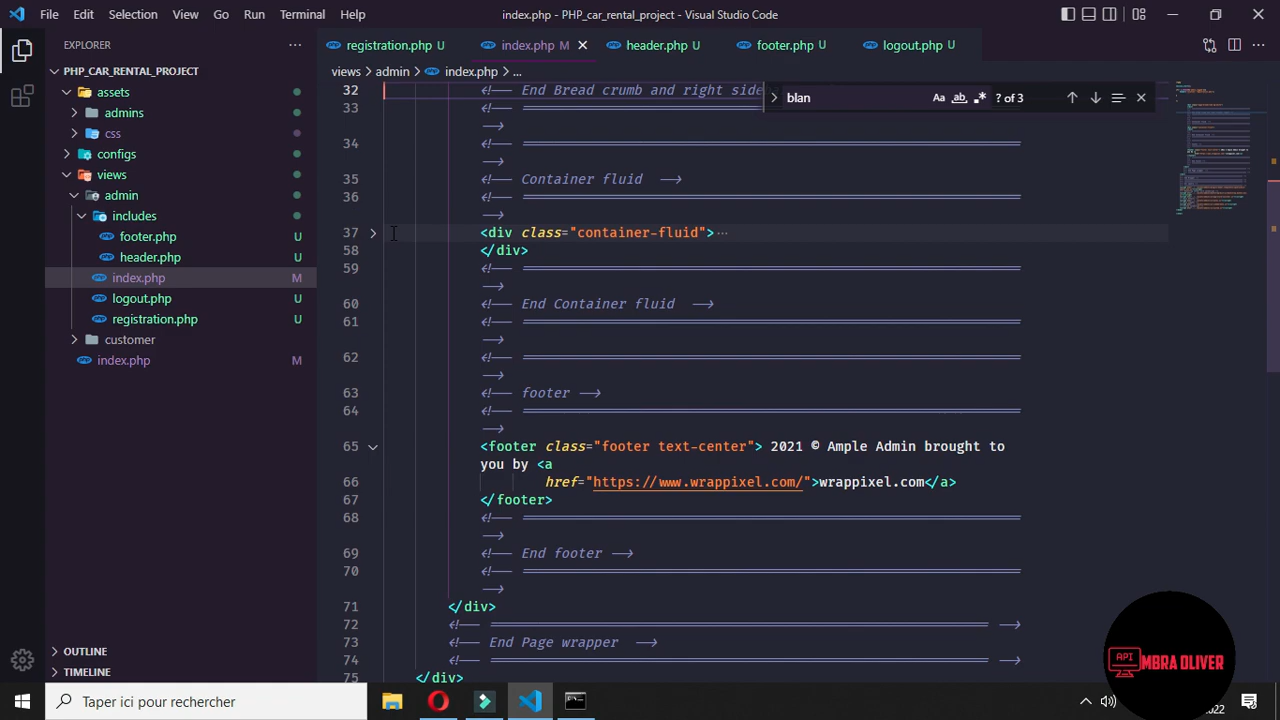 File Edit Selection View Go Run Terminal Help
index.php - PHP_car_rental_project - Visual Studio Code
EXPLORER
PHP_CAR_RENTAL_PROJECT
assets
admins
css
configs
views
admin
includes
footer.php U
header.php U
index.php M
logout.php U
registration.php U
customer
index.php M
OUTLINE
TIMELINE
registration.php U index.php M header.php U footer.php U logout.php U
views > admin > index.php > ...
blan
Aa ab ? of 3
32 <!-- End Bread crumb and right side
33 <!-- ==============================================================
-->
34 <!-- ==============================================================
-->
35 <!-- Container fluid -->
36 <!-- ==============================================================
-->
37 <div class="container-fluid"> ...
58 </div>
59 <!-- ==============================================================
-->
60 <!-- End Container fluid -->
61 <!-- ==============================================================
-->
62 <!-- ==============================================================
-->
63 <!-- footer -->
64 <!-- ==============================================================
-->
65 <footer class="footer text-center"> 2021 © Ample Admin brought to
you by <a
66 href="https://www.wrappixel.com/">wrappixel.com</a>
67 </footer>
68 <!-- ==============================================================
-->
69 <!-- End footer -->
70 <!-- ==============================================================
-->
71 </div>
72 <!-- ============================================================== -->
73 <!-- End Page wrapper -->
74 <!-- ============================================================== -->
75 </div>
API
MBRA OLIVER
Taper ici pour rechercher
2022